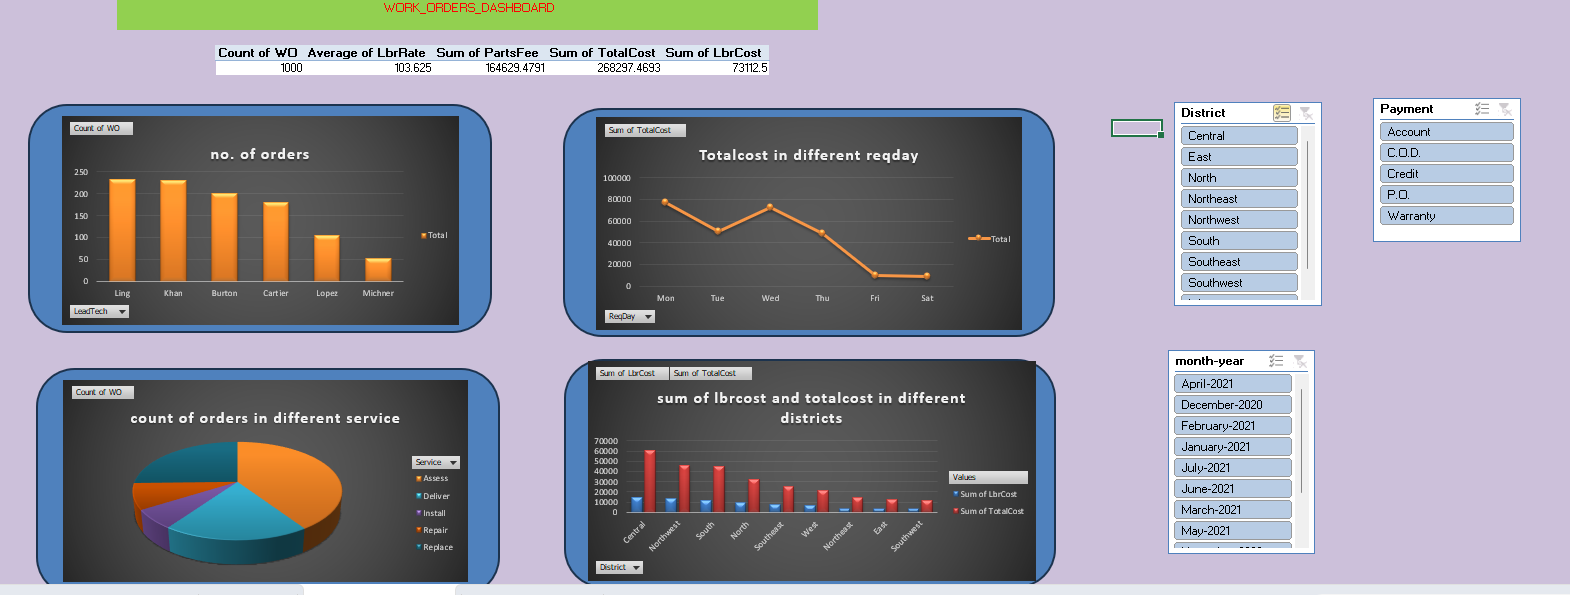 WORK_ORDERS_DASHBOARD
Count of WO Average of LbrRate Sum of PartsFee Sum of TotalCost Sum of LbrCost
1000 103.625 164629.4791 268297.4693 73112.5
Count of WO
no. of orders
250
200
150
100
50
0
Ling Khan Burton Cartier Lopez Michner
Total
LeadTech
Sum of TotalCost
Totalcost in different reqday
100000
80000
60000
40000
20000
0
Mon Tue Wed Thu Fri Sat
Total
ReqDay
District
Central
East
North
Northeast
Northwest
South
Southeast
Southwest
Payment
Account
C.O.D.
Credit
P.O.
Warranty
Count of WO
count of orders in different service
Service
Assess
Deliver
Install
Repair
Replace
Sum of LbrCost Sum of TotalCost
sum of lbrcost and totalcost in different
districts
70000
60000
50000
40000
30000
20000
10000
0
Central Northwest South North Southeast West Northeast East Southwest
Values
Sum of LbrCost
Sum of TotalCost
District
month-year
April-2021
December-2020
February-2021
January-2021
July-2021
June-2021
March-2021
May-2021